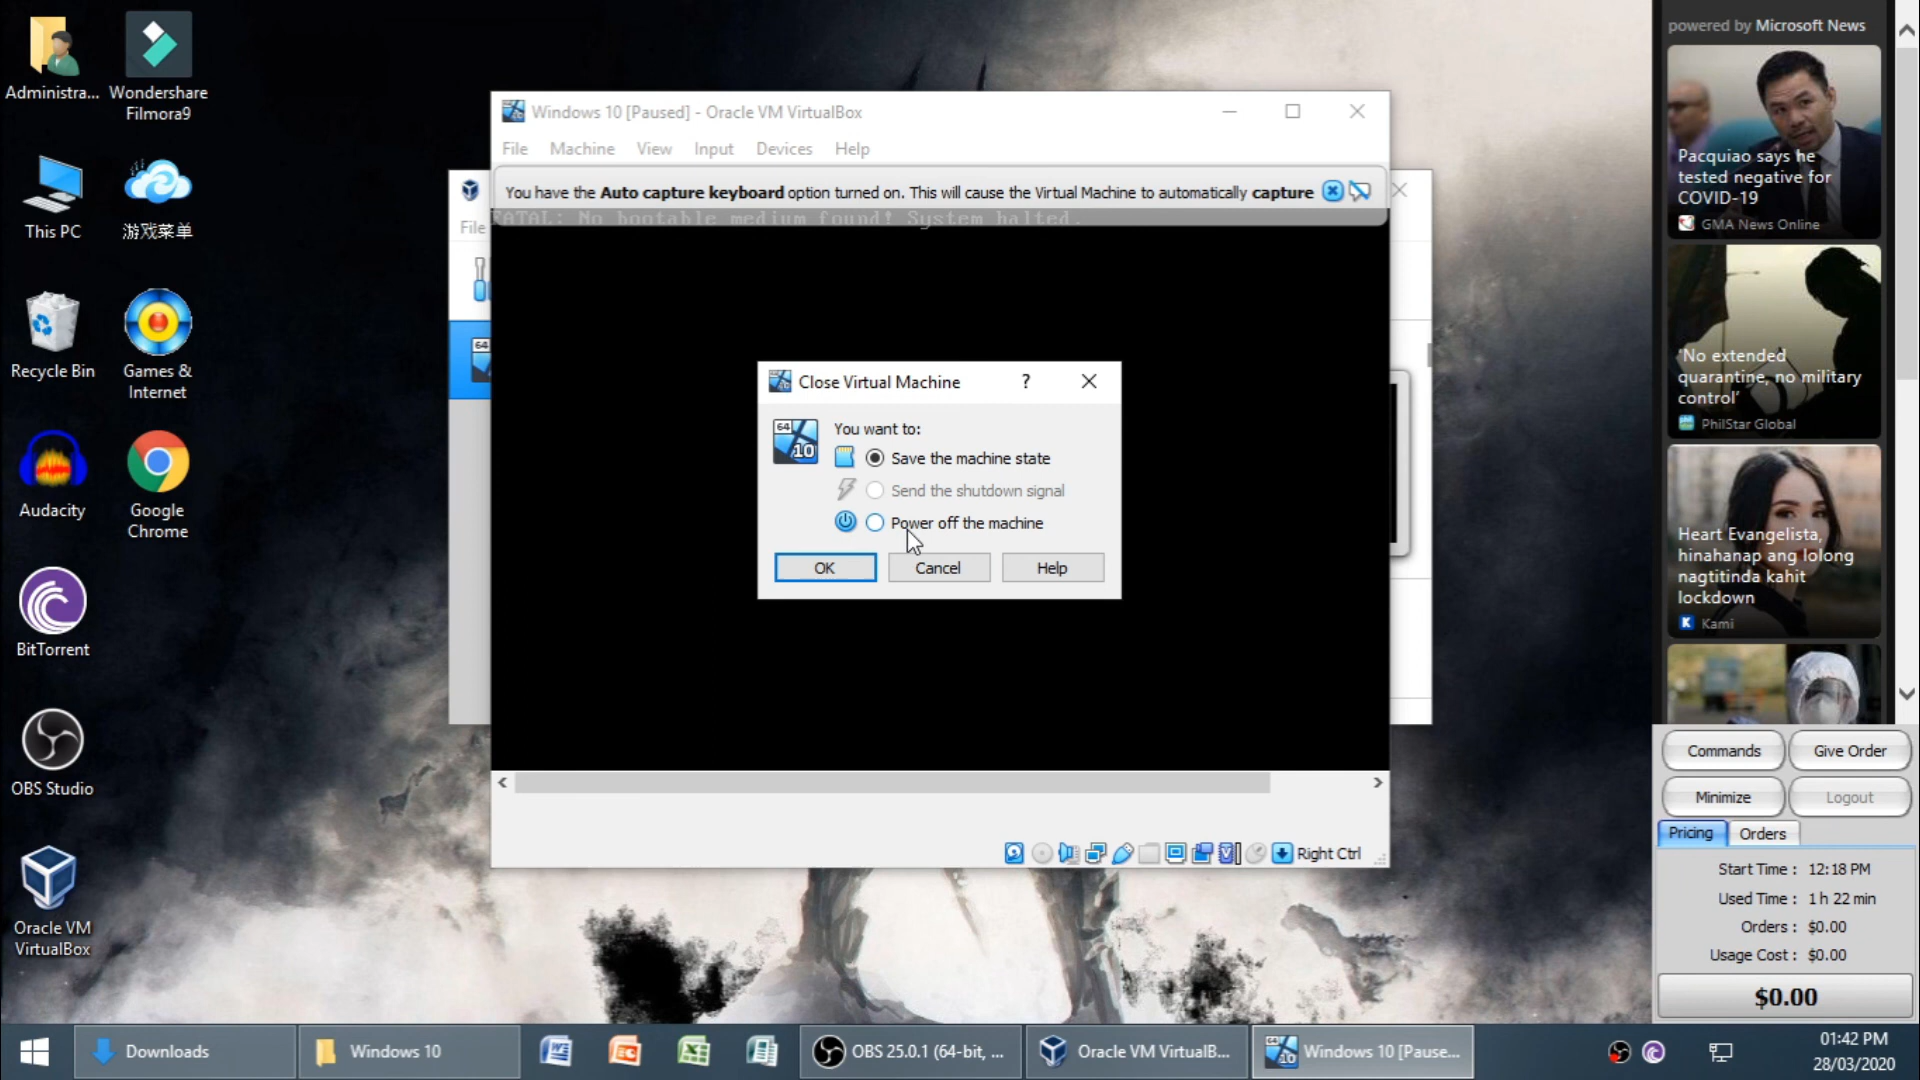 Administra...
Wondershare
Filmora9
This PC
游戏菜单
Recycle Bin
Games &
Internet
Audacity
Google
Chrome
BitTorrent
OBS Studio
Oracle VM
VirtualBox
Windows 10 [Paused] - Oracle VM VirtualBox
File Machine View Input Devices Help
You have the Auto capture keyboard option turned on. This will cause the Virtual Machine to automatically capture
FATAL: No bootable medium found! System halted.
File
64
Close Virtual Machine ?
64
10
You want to:
Save the machine state
Send the shutdown signal
Power off the machine
OK Cancel Help
Right Ctrl
powered by Microsoft News
Pacquiao says he
tested negative for
COVID-19
GMA News Online
'No extended
quarantine, no military
control'
PhilStar Global
Heart Evangelista,
hinahanap ang lolong
nagtitinda kahit
lockdown
K Kami
Commands Give Order
Minimize Logout
Pricing Orders
Start Time : 12:18 PM
Used Time : 1 h 22 min
Orders : $0.00
Usage Cost : $0.00
$0.00
Downloads
Windows 10
OBS 25.0.1 (64-bit, ...
Oracle VM VirtualB...
Windows 10 [Pause...
01:42 PM
28/03/2020